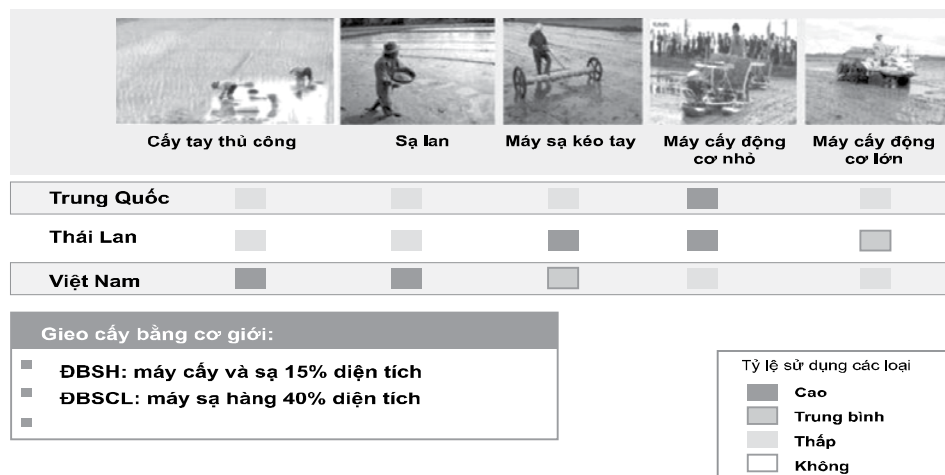 Cấy tay thủ công
Sạ lan
Máy sạ kéo tay
Máy cấy động
cơ nhỏ
Máy cấy động
cơ lớn
Trung Quốc
Thái Lan
Việt Nam
Gieo cấy bằng cơ giới:
ĐBSH: máy cấy và sạ 15% diện tích
ĐBSCL: máy sạ hàng 40% diện tích
Tỷ lệ sử dụng các loại
Cao
Trung bình
Thấp
Không